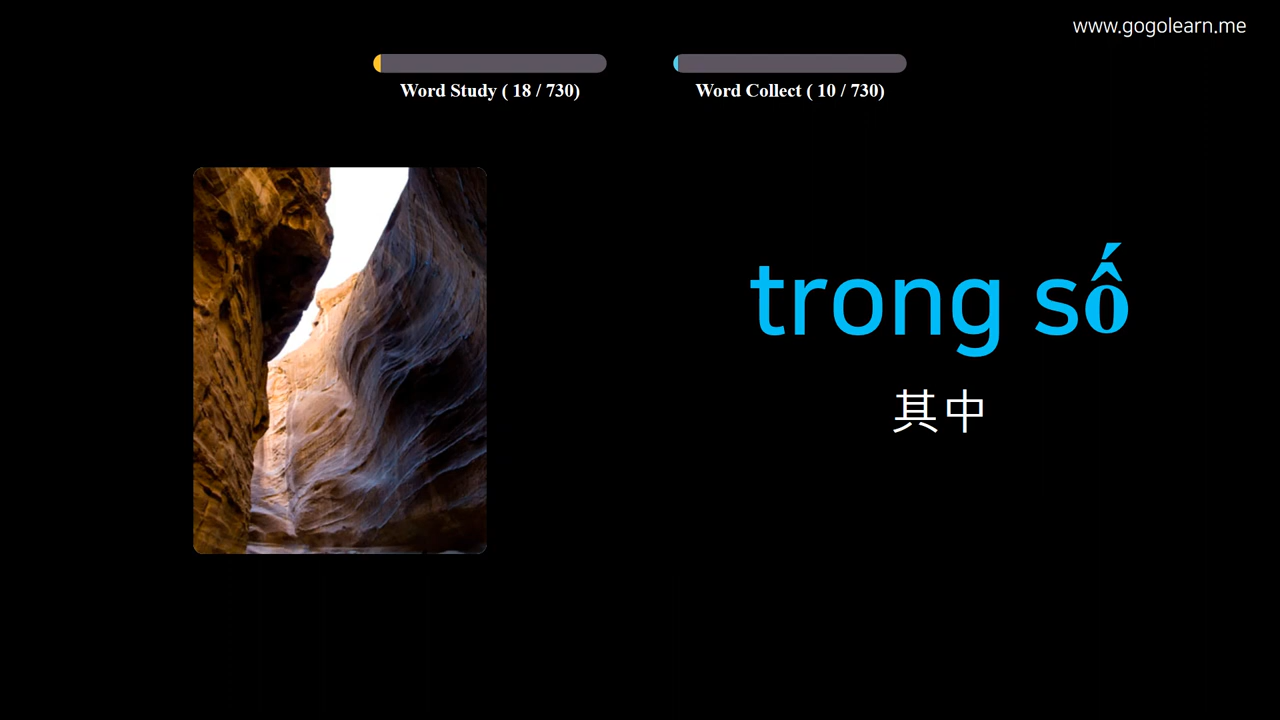 www.gogolearn.me
Word Study ( 18 / 730)
Word Collect ( 10 / 730)
trong số
其中